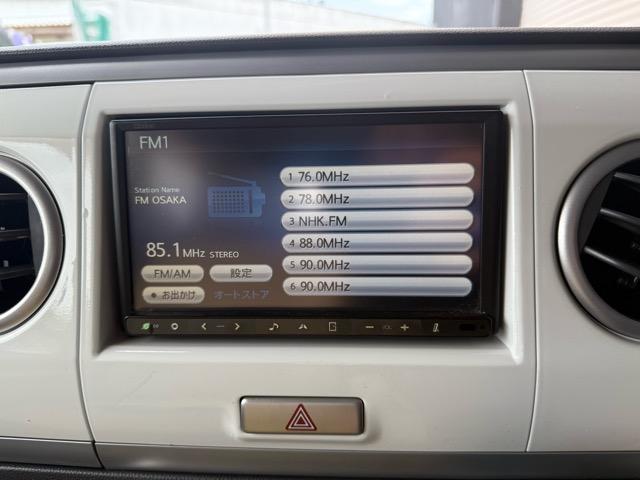 FM1
Station Name
FM OSAKA
85.1MHz STEREO
FM/AM
設定
お出かけ
オートストア
1 76.0MHz
2 78.0MHz
3 NHK.FM
4 88.0MHz
5 90.0MHz
6 90.0MHz
VOL